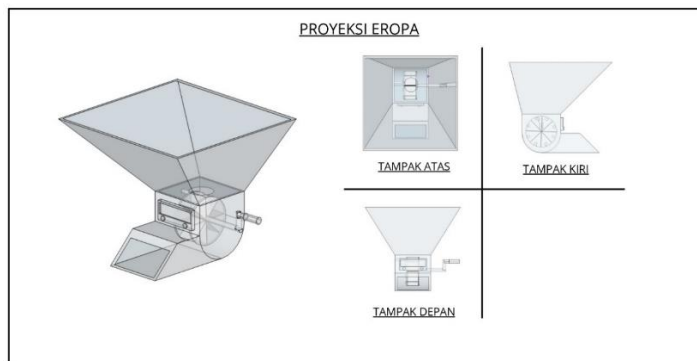 PROYEKSI EROPA
TAMPAK ATAS
TAMPAK KIRI
TAMPAK DEPAN